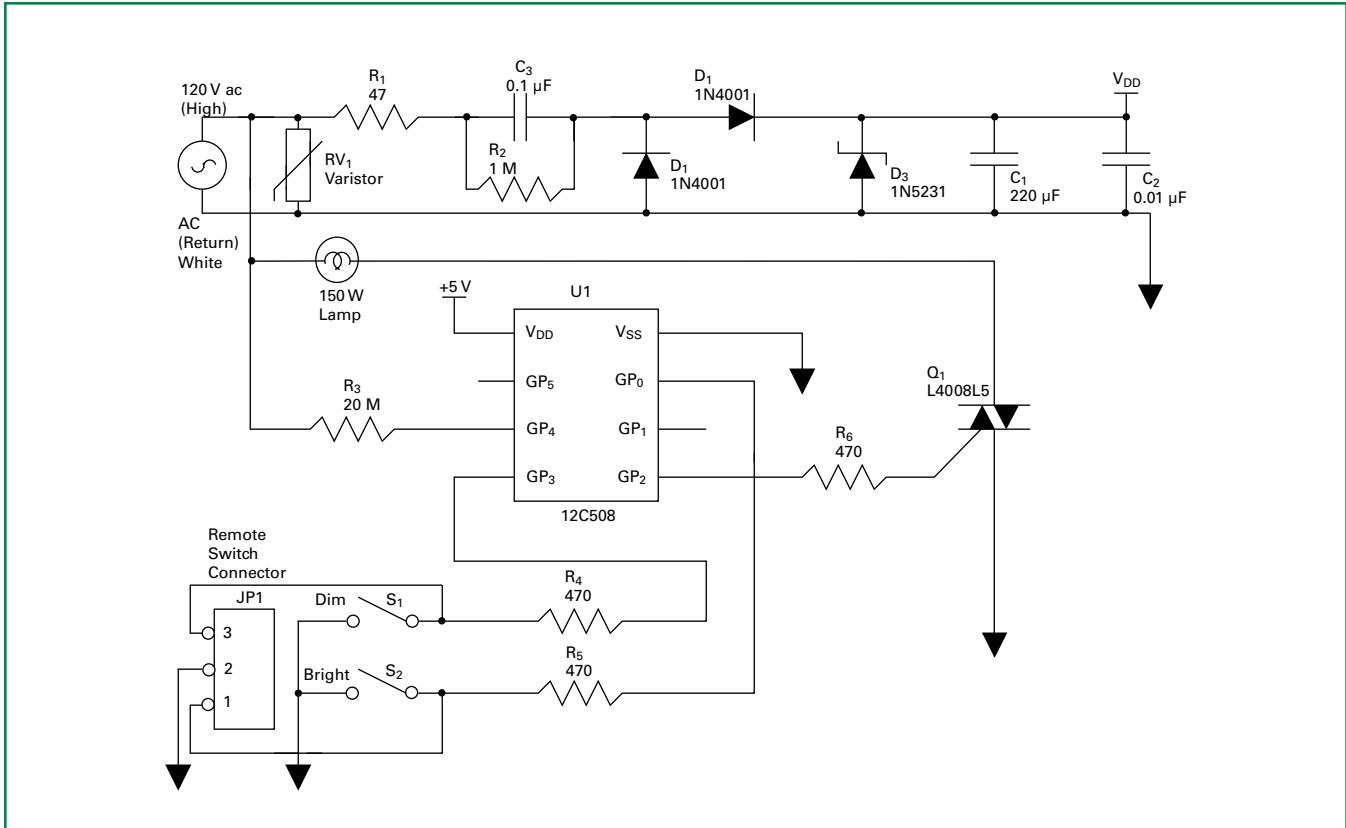 120 V ac
(High)
AC
(Return)
White
RV1
Varistor
R1
47
C3
0.1 µF
R2
1 M
D1
1N4001
D1
1N4001
D3
1N5231
C1
220 µF
VDD
C2
0.01 µF
150 W
Lamp
+5 V
U1
VDD
VSS
GP5
GP0
GP4
GP1
GP3
GP2
12C508
R3
20 M
Q1
L4008L5
R6
470
Remote
Switch
Connector
JP1
3
2
1
Dim
S1
Bright
S2
R4
470
R5
470